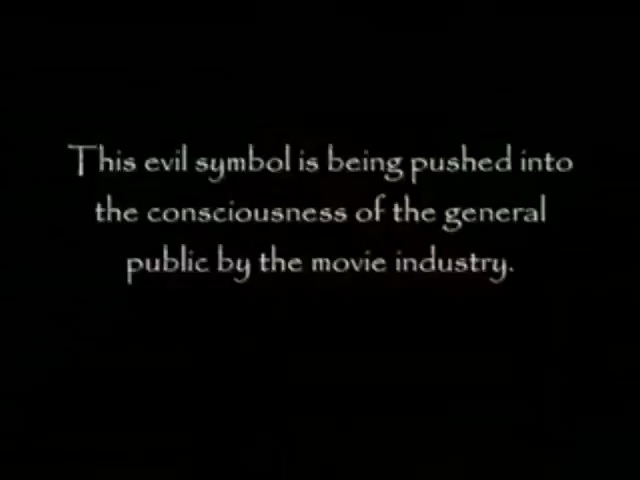 This evil symbol is being pushed into
the consciousness of the general
public by the movie industry.